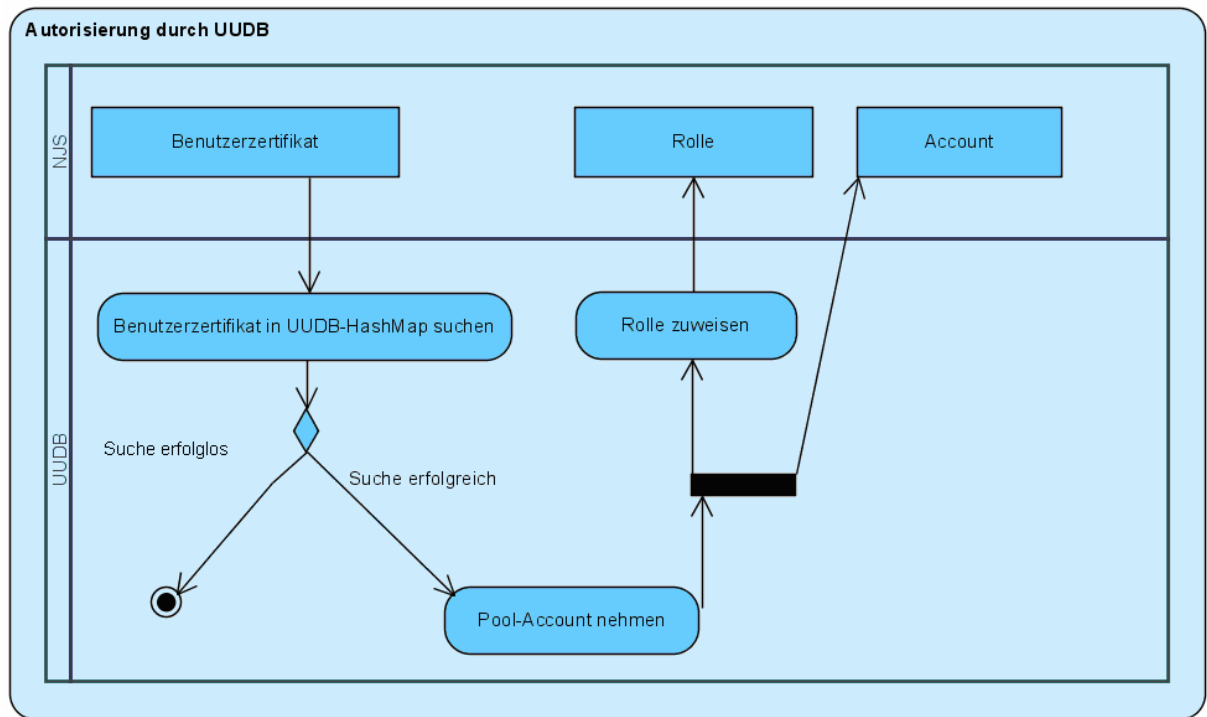 Autorisierung durch UUDB
NJS
Benutzerzertifikat
Rolle
Account
UUDB
Benutzerzertifikat in UUDB-HashMap suchen
Rolle zuweisen
Suche erfolglos
Suche erfolgreich
Pool-Account nehmen